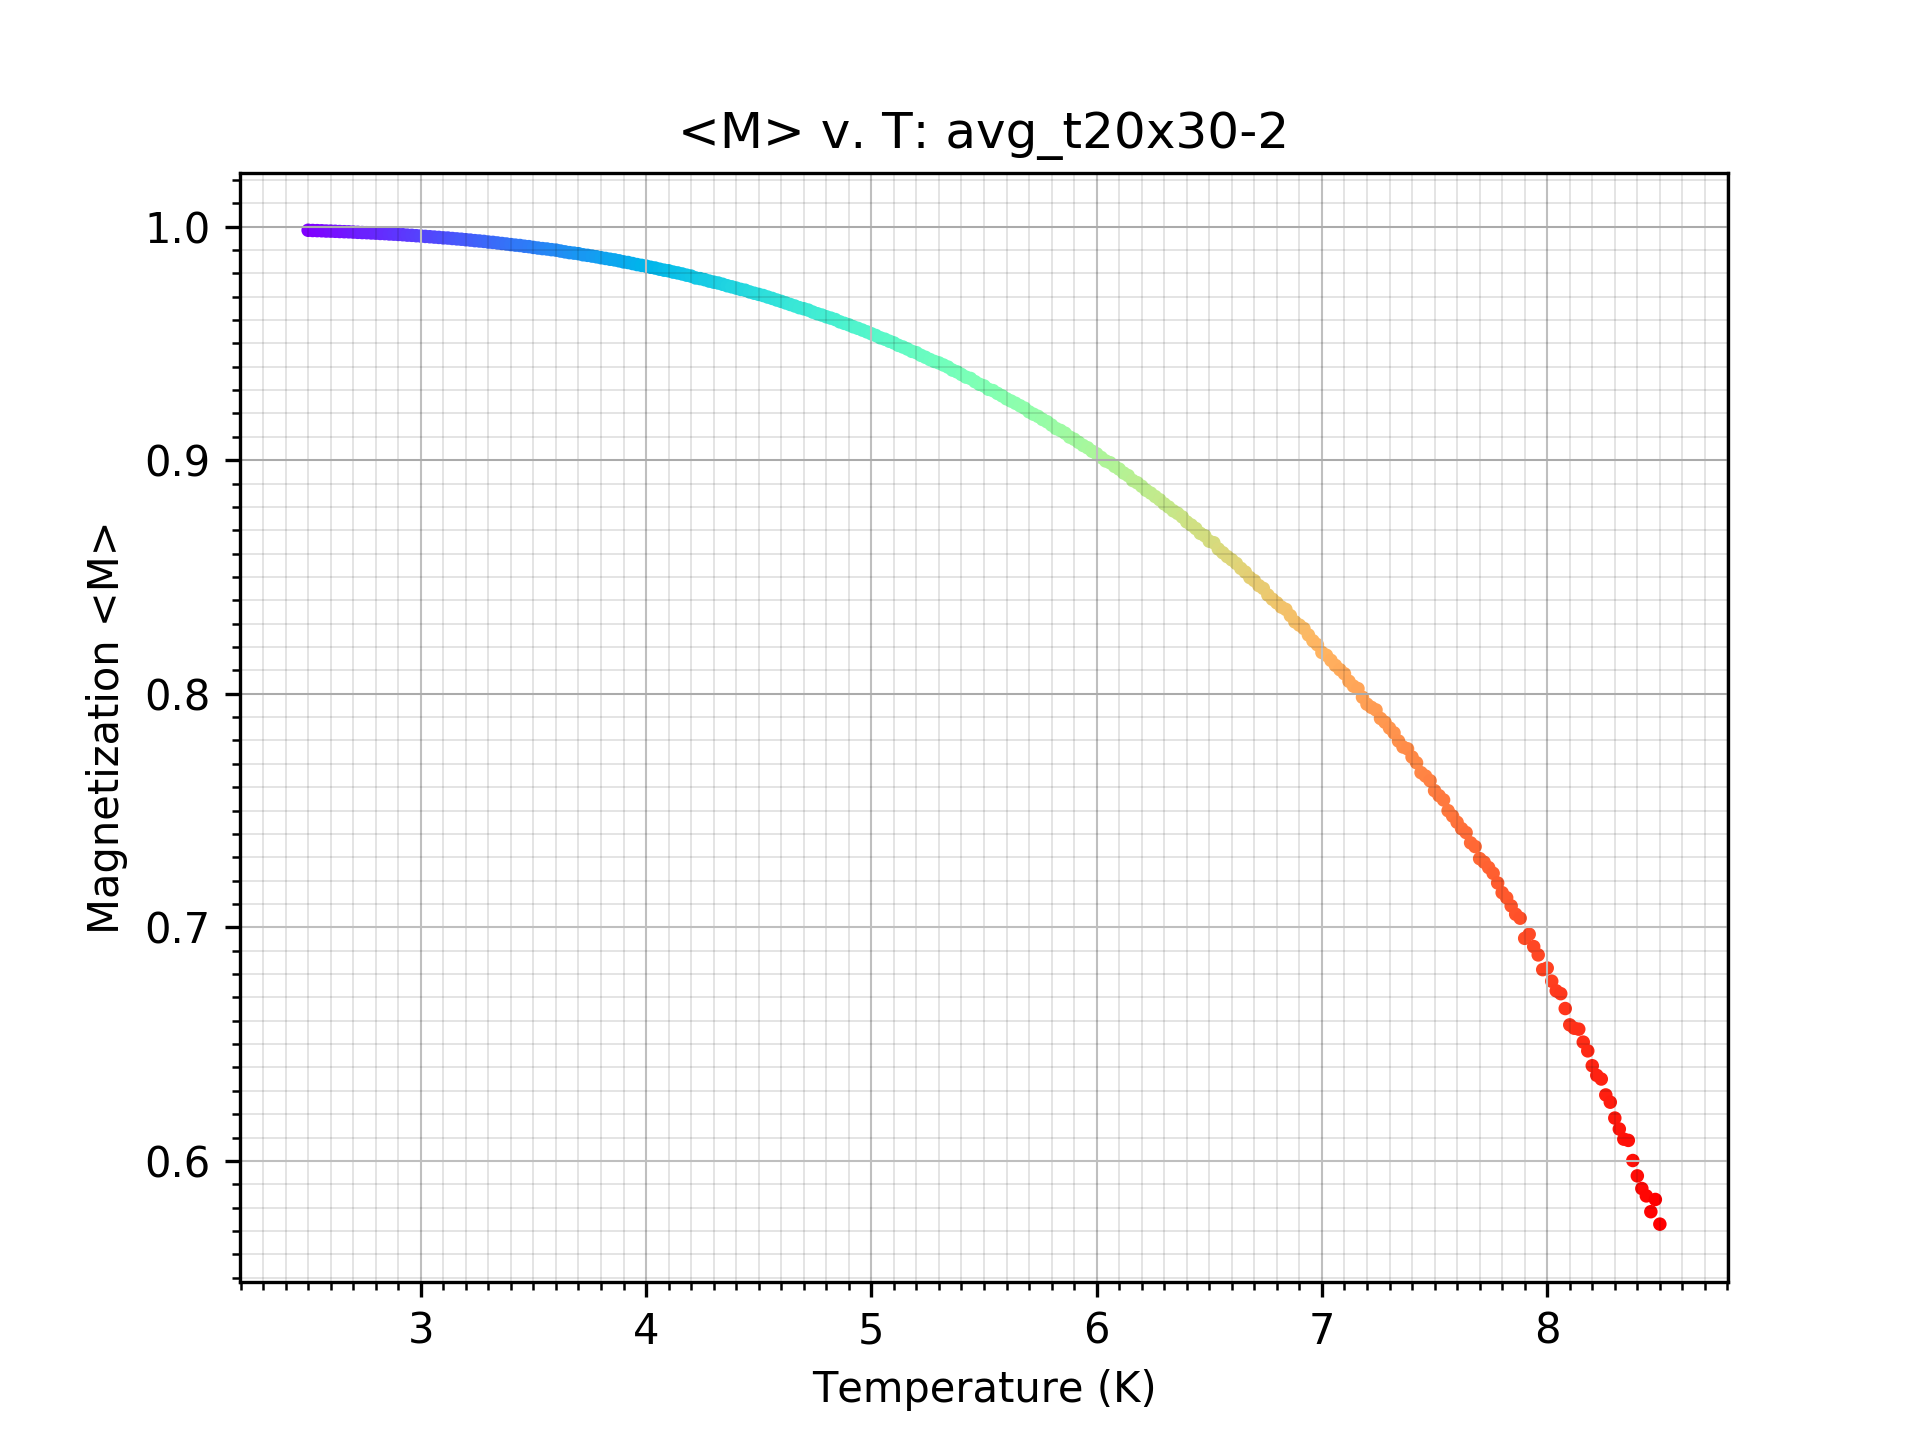 <M> v. T: avg_t20x30-2
Magnetization <M>
1.0
0.9
0.8
0.7
0.6
3 4 5 6 7 8
Temperature (K)